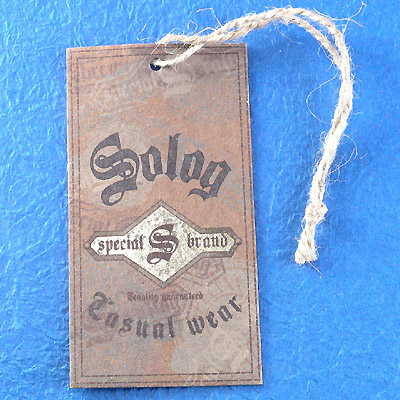 Solog
special S brand
Quality guaranteed
Casual wear